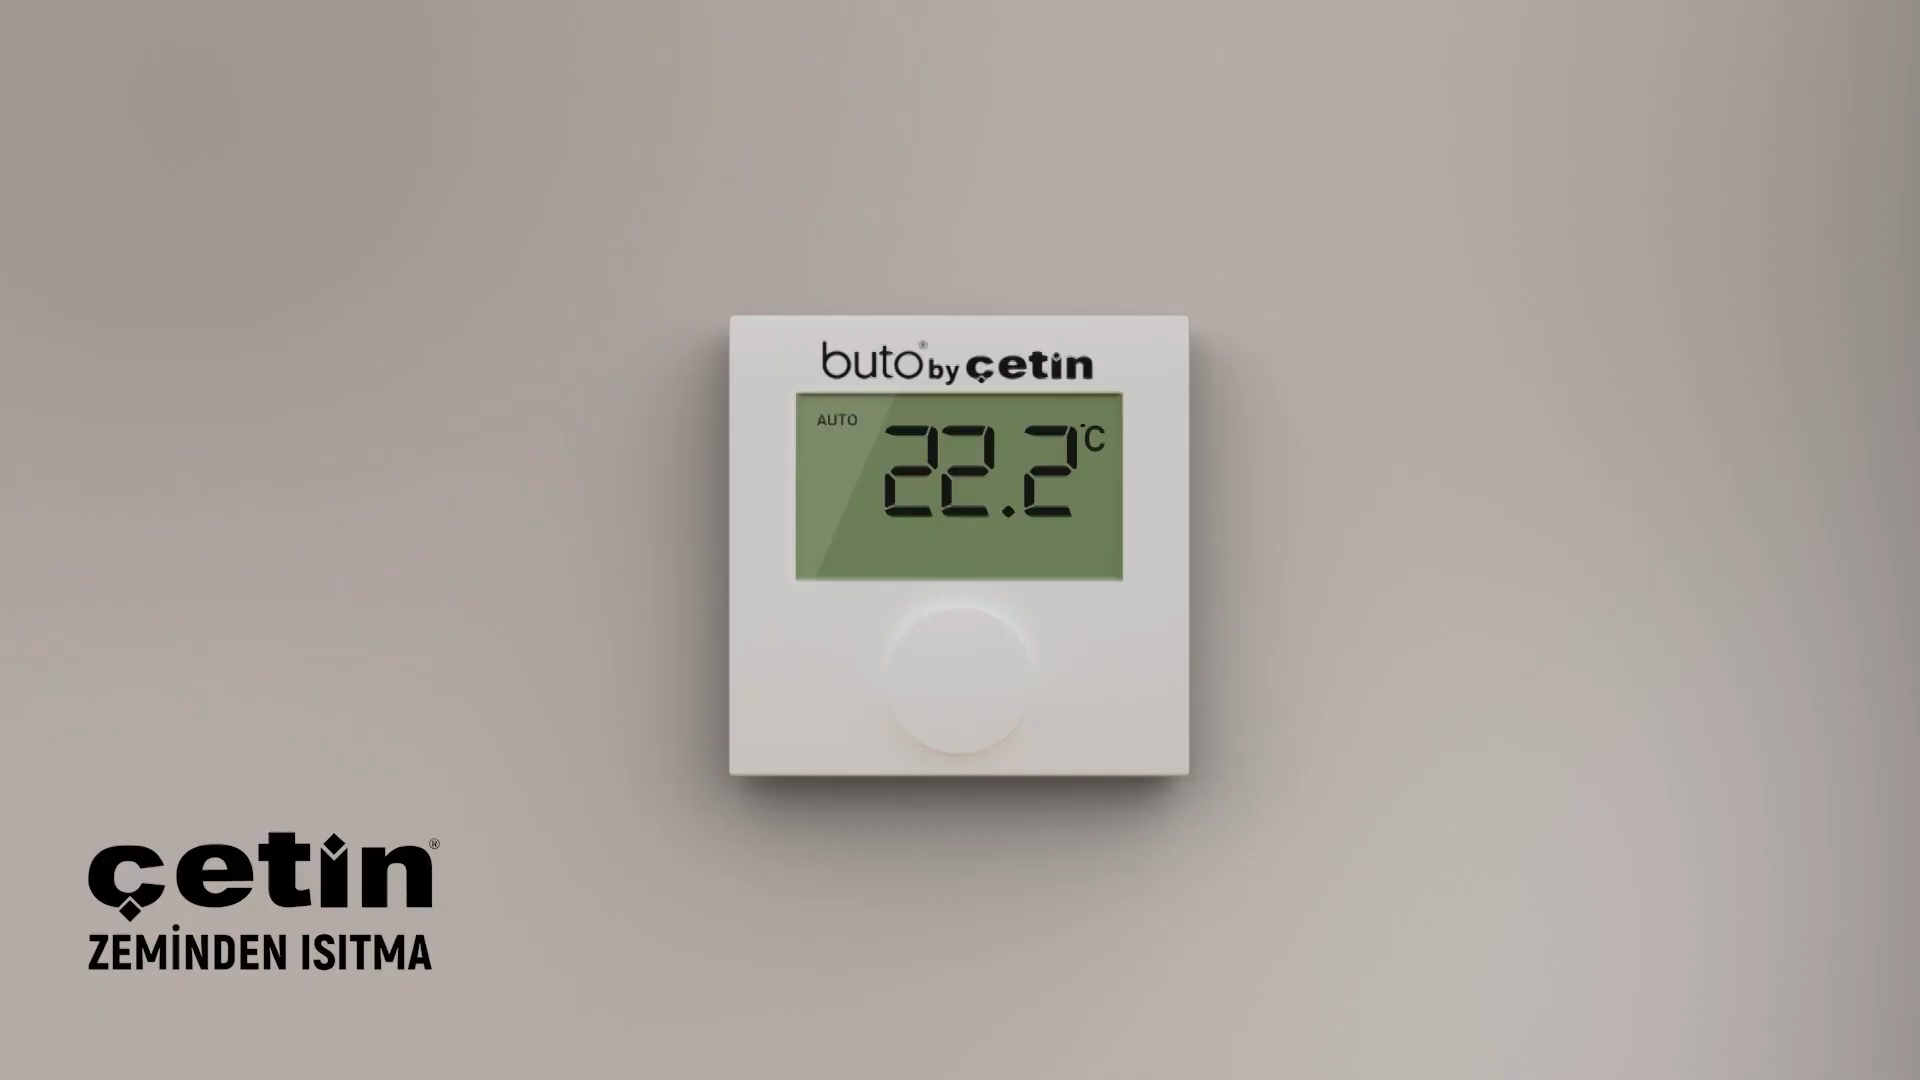 buto® by çetin
AUTO
22.2 °C
çetin®
ZEMİNDEN ISITMA